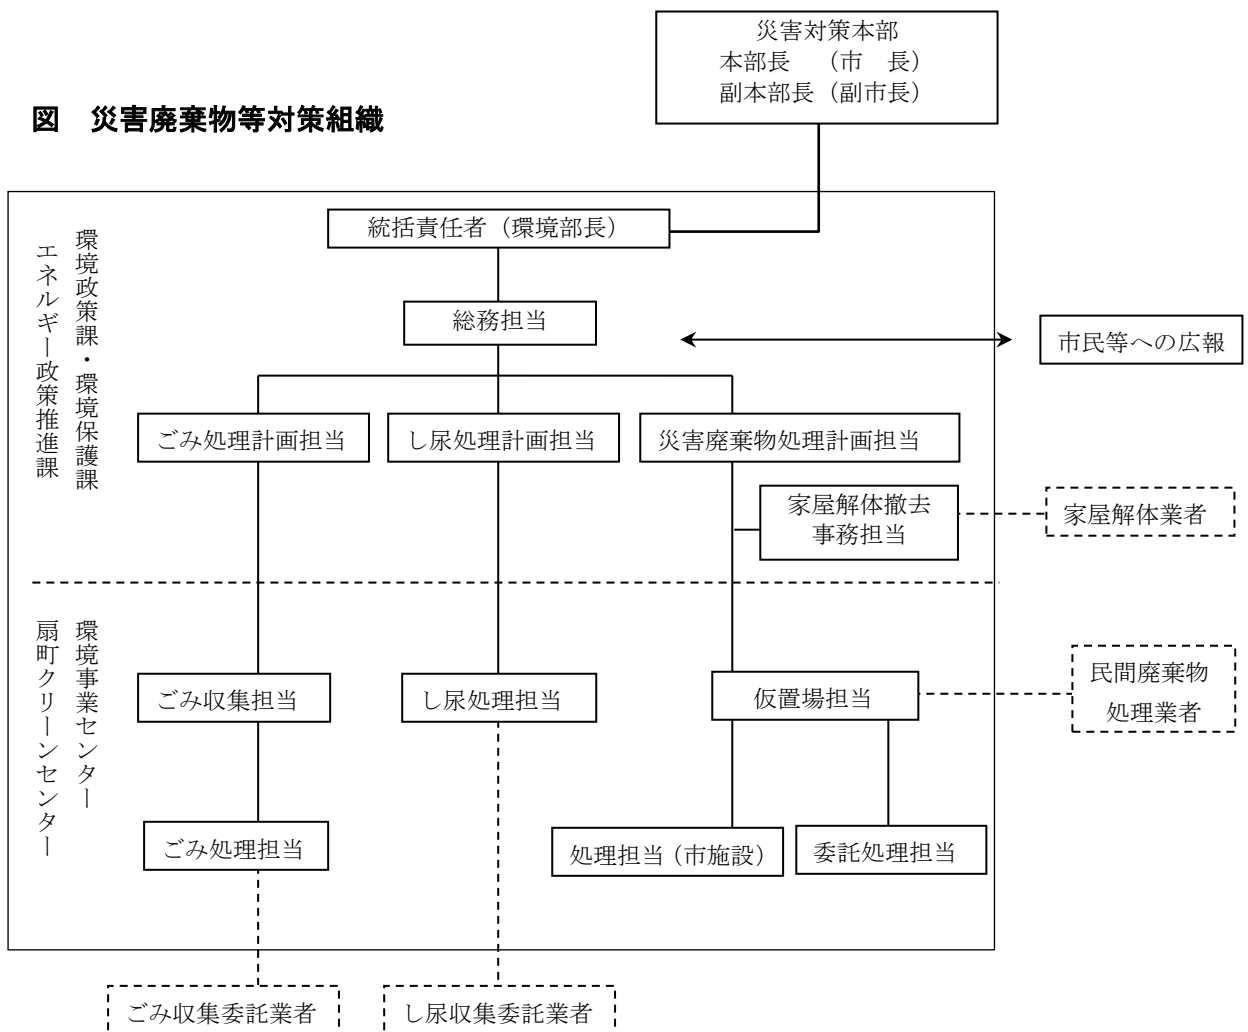 災害対策本部
本部長　（市　長）
副本部長（副市長）
図　災害廃棄物等対策組織
環境政策課・環境保護課
エネルギー政策推進課
統括責任者（環境部長）
総務担当
市民等への広報
ごみ処理計画担当
し尿処理計画担当
災害廃棄物処理計画担当
家屋解体撤去
事務担当
家屋解体業者
環境事業センター
扇町クリーンセンター
ごみ収集担当
し尿処理担当
仮置場担当
民間廃棄物
処理業者
ごみ処理担当
処理担当（市施設）
委託処理担当
ごみ収集委託業者
し尿収集委託業者